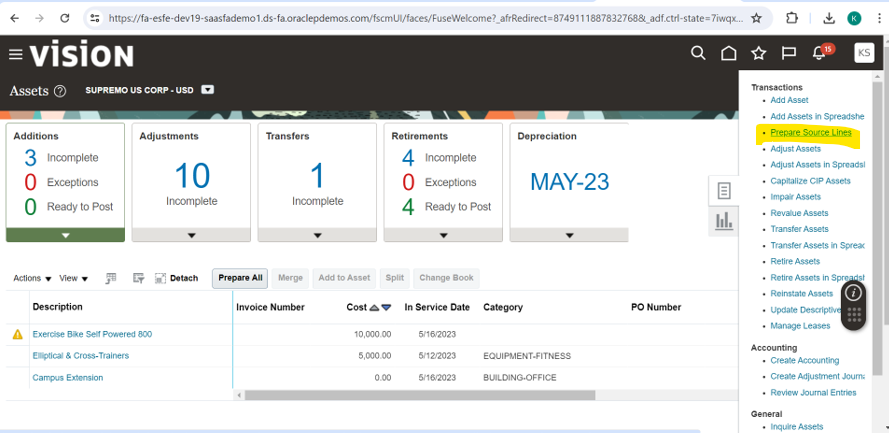 https://fa-esfe-dev19-saasfademo1.ds-fa.oraclepdemos.com/fscmUI/faces/FuseWelcome?_afrRedirect=8749111887832768&_adf.ctrl-state=7iwqx...
K
VISION
15
KS
Assets
SUPREMO US CORP - USD
Additions
3 Incomplete
0 Exceptions
0 Ready to Post
Adjustments
10
Incomplete
Transfers
1
Incomplete
Retirements
4 Incomplete
0 Exceptions
4 Ready to Post
Depreciation
MAY-23
Actions View Detach Prepare All Merge Add to Asset Split Change Book
Description Invoice Number Cost In Service Date Category PO Number
Exercise Bike Self Powered 800 10,000.00 5/16/2023
Elliptical & Cross-Trainers 5,000.00 5/12/2023 EQUIPMENT-FITNESS
Campus Extension 0.00 5/16/2023 BUILDING-OFFICE
Transactions
Add Asset
Add Assets in Spreadshe
Prepare Source Lines
Adjust Assets
Adjust Assets in Spreads
Capitalize CIP Assets
Impair Assets
Revalue Assets
Transfer Assets
Transfer Assets in Spreac
Retire Assets
Retire Assets in Spreadsh
Reinstate Assets
Update Descriptive
Manage Leases
Accounting
Create Accounting
Create Adjustment Journa
Review Journal Entries
General
Inquire Assets